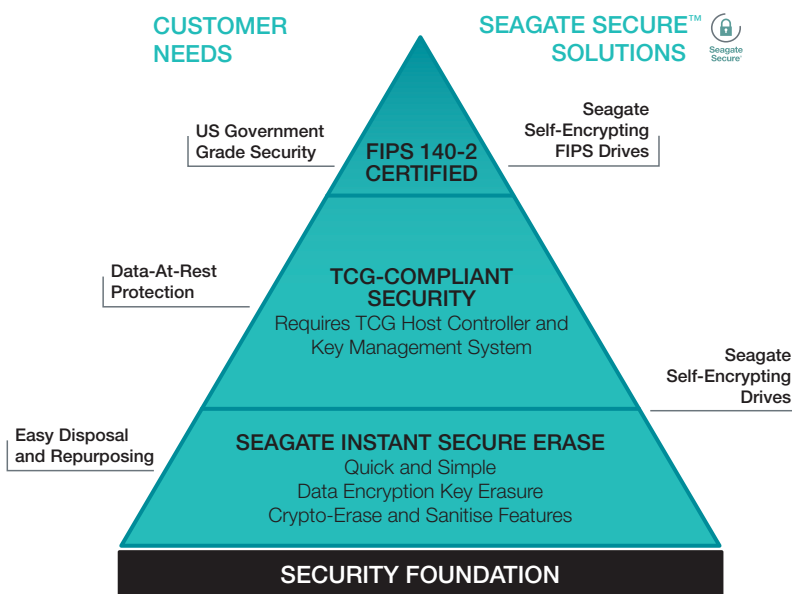 CUSTOMER
NEEDS
SEAGATE SECURE™
SOLUTIONS
Seagate
Secure™
US Government
Grade Security
FIPS 140-2
CERTIFIED
Seagate
Self-Encrypting
FIPS Drives
Data-At-Rest
Protection
TCG-COMPLIANT
SECURITY
Requires TCG Host Controller and
Key Management System
Seagate
Self-Encrypting
Drives
Easy Disposal
and Repurposing
SEAGATE INSTANT SECURE ERASE
Quick and Simple
Data Encryption Key Erasure
Crypto-Erase and Sanitise Features
SECURITY FOUNDATION